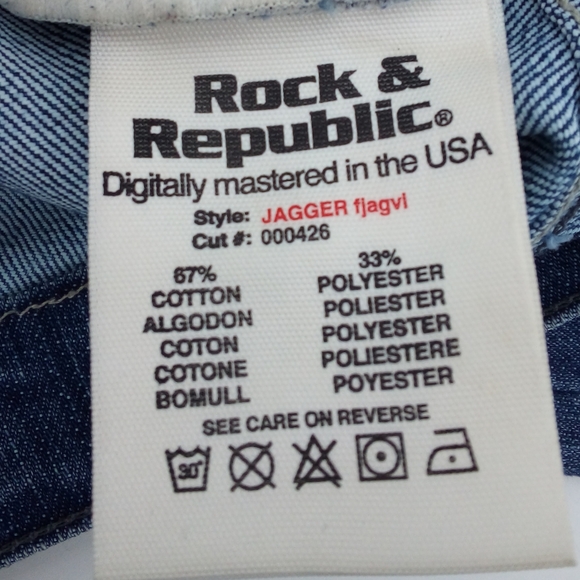 Rock &
Republic®
Digitally mastered in the USA
Style: JAGGER fjagvi
Cut #: 000426
67%
COTTON
ALGODON
COTON
COTONE
BOMULL
33%
POLYESTER
POLIESTER
POLYESTER
POLIESTERE
POYESTER
SEE CARE ON REVERSE
30°